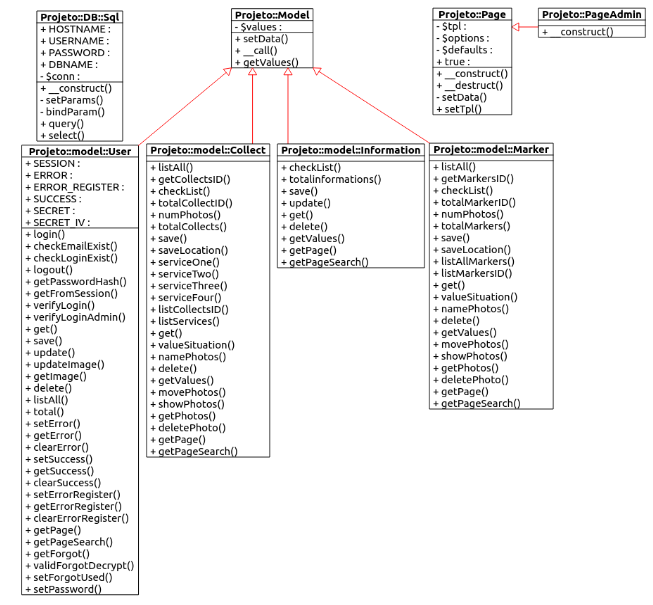 Projeto::DB::Sql
+ HOSTNAME :
+ USERNAME :
+ PASSWORD :
+ DBNAME :
- $conn :
+ __construct()
- setParams()
- bindParam()
+ query()
+ select()
Projeto::Model
- $values :
+ setData()
+ __call()
+ getValues()
Projeto::Page
- $tpl :
- $options :
- $defaults :
+ true :
+ __construct()
+ __destruct()
- setData()
+ setTpl()
Projeto::PageAdmin
+ __construct()
Projeto::model::User
+ SESSION :
+ ERROR :
+ ERROR_REGISTER :
+ SUCCESS :
+ SECRET :
+ SECRET_IV :
+ login()
+ checkEmailExist()
+ checkLoginExist()
+ logout()
+ getPasswordHash()
+ getFromSession()
+ verifyLogin()
+ verifyLoginAdmin()
+ get()
+ save()
+ update()
+ updateImage()
+ getImage()
+ delete()
+ listAll()
+ total()
+ setError()
+ getError()
+ clearError()
+ setSuccess()
+ getSuccess()
+ clearSuccess()
+ setErrorRegister()
+ getErrorRegister()
+ clearErrorRegister()
+ getPage()
+ getPageSearch()
+ getForgot()
+ validForgotDecrypt()
+ setForgotUsed()
+ setPassword()
Projeto::model::Collect
+ listAll()
+ getCollectsID()
+ checkList()
+ totalCollectID()
+ numPhotos()
+ totalCollects()
+ save()
+ saveLocation()
+ serviceOne()
+ serviceTwo()
+ serviceThree()
+ serviceFour()
+ listCollectsID()
+ listServices()
+ get()
+ valueSituation()
+ namePhotos()
+ delete()
+ getValues()
+ movePhotos()
+ showPhotos()
+ getPhotos()
+ deletePhoto()
+ getPage()
+ getPageSearch()
Projeto::model::Information
+ checkList()
+ totalinformations()
+ save()
+ update()
+ get()
+ delete()
+ getValues()
+ getPage()
+ getPageSearch()
Projeto::model::Marker
+ listAll()
+ getMarkersID()
+ checkList()
+ totalMarkerID()
+ numPhotos()
+ totalMarkers()
+ save()
+ saveLocation()
+ listAllMarkers()
+ listMarkersID()
+ get()
+ valueSituation()
+ namePhotos()
+ delete()
+ getValues()
+ movePhotos()
+ showPhotos()
+ getPhotos()
+ deletePhoto()
+ getPage()
+ getPageSearch()